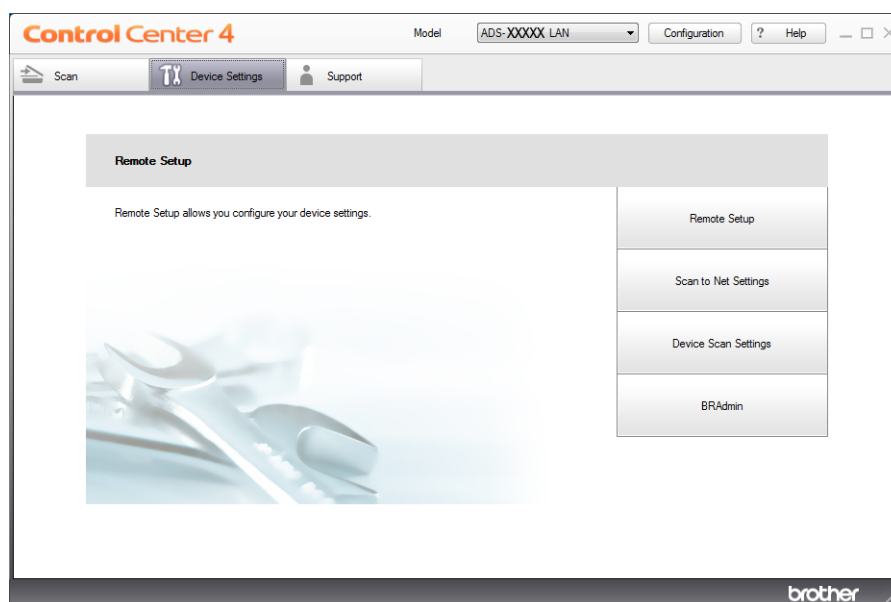 Control Center 4
Model
ADS-XXXXX LAN
Configuration
? Help
Scan
Device Settings
Support
Remote Setup
Remote Setup allows you configure your device settings.
Remote Setup
Scan to Net Settings
Device Scan Settings
BRAdmin
brother